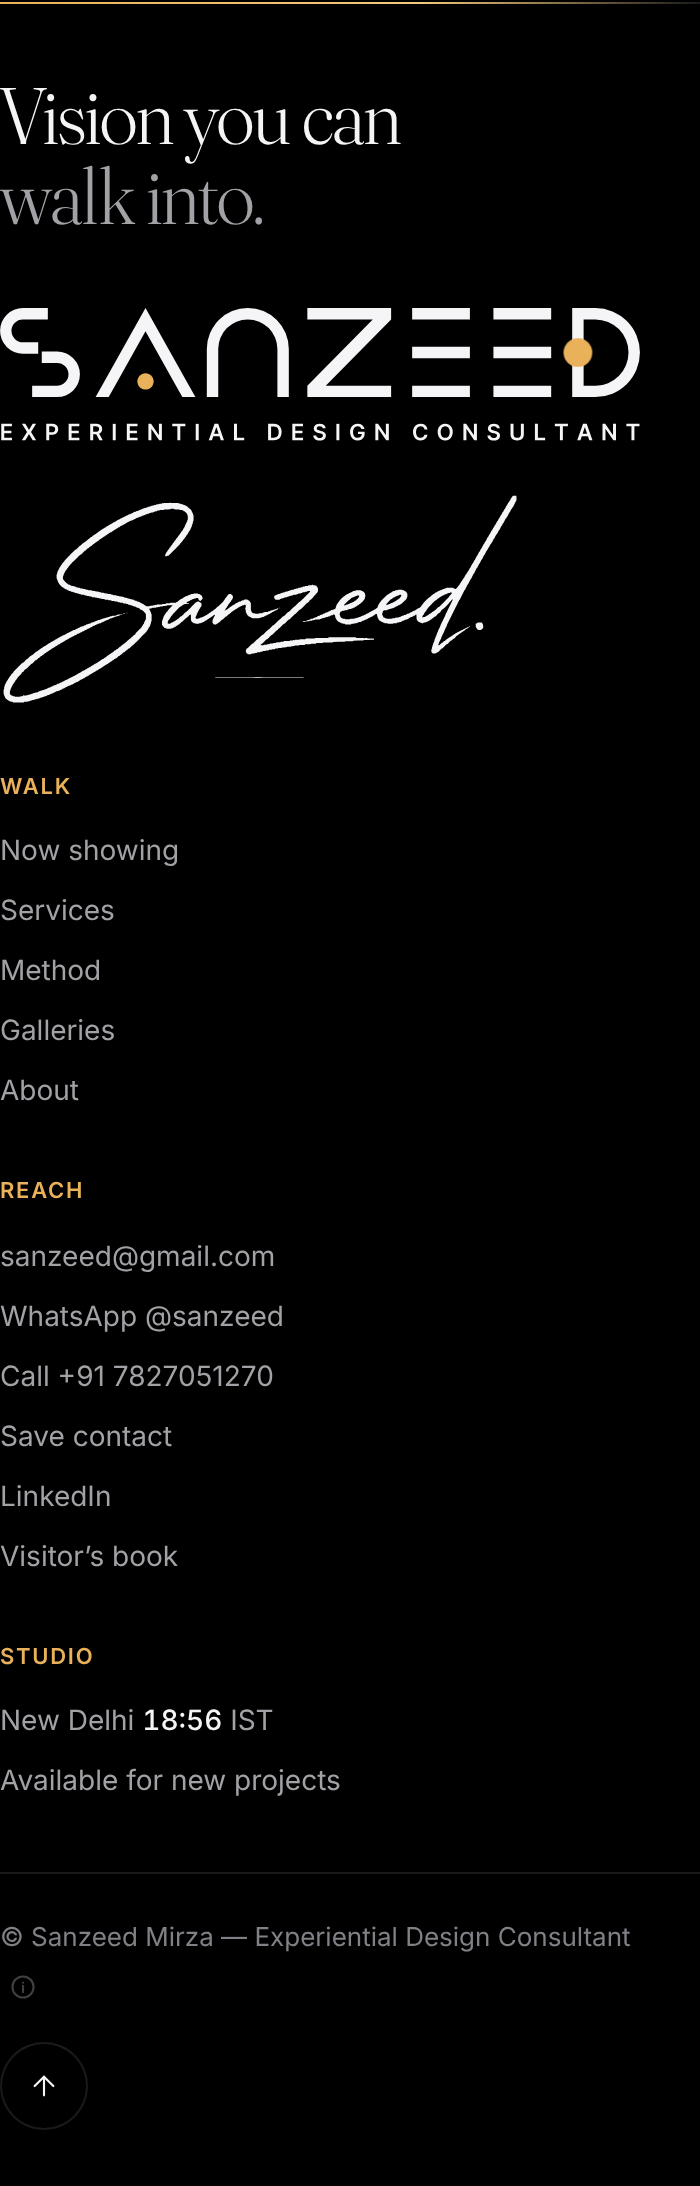 Vision you can
walk into.
SANZEED
EXPERIENTIAL DESIGN CONSULTANT
Sanzeed.
WALK
Now showing
Services
Method
Galleries
About
REACH
sanzeed@gmail.com
WhatsApp @sanzeed
Call +91 7827051270
Save contact
LinkedIn
Visitor’s book
STUDIO
New Delhi 18:56 IST
Available for new projects
© Sanzeed Mirza — Experiential Design Consultant